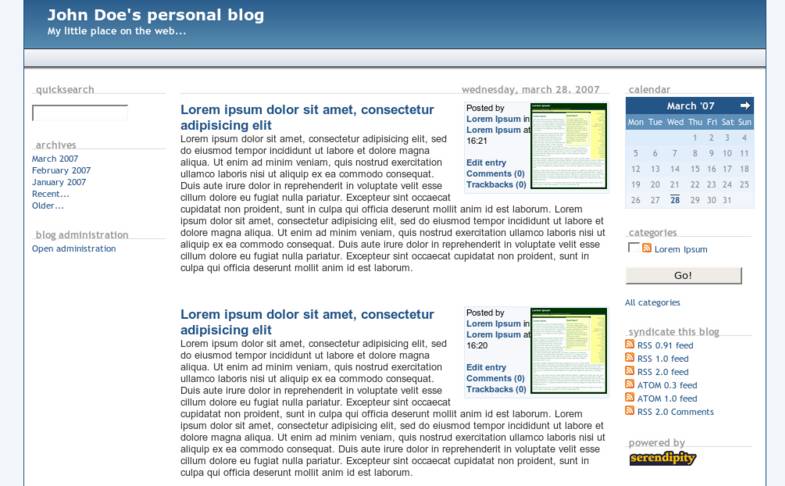 John Doe's personal blog
My little place on the web...
quicksearch
archives
March 2007
February 2007
January 2007
Recent...
Older...
blog administration
Open administration
wednesday, march 28. 2007
Lorem ipsum dolor sit amet, consectetur
adipisicing elit
Posted by
Lorem Ipsum in
Lorem Ipsum at
16:21
Edit entry
Comments (0)
Trackbacks (0)
Lorem ipsum dolor sit amet, consectetur adipisicing elit, sed
do eiusmod tempor incididunt ut labore et dolore magna
aliqua. Ut enim ad minim veniam, quis nostrud exercitation
ullamco laboris nisi ut aliquip ex ea commodo consequat.
Duis aute irure dolor in reprehenderit in voluptate velit esse
cillum dolore eu fugiat nulla pariatur. Excepteur sint occaecat
cupidatat non proident, sunt in culpa qui officia deserunt mollit anim id est laborum. Lorem
ipsum dolor sit amet, consectetur adipisicing elit, sed do eiusmod tempor incididunt ut labore et
dolore magna aliqua. Ut enim ad minim veniam, quis nostrud exercitation ullamco laboris nisi ut
aliquip ex ea commodo consequat. Duis aute irure dolor in reprehenderit in voluptate velit esse
cillum dolore eu fugiat nulla pariatur. Excepteur sint occaecat cupidatat non proident, sunt in
culpa qui officia deserunt mollit anim id est laborum.
Lorem ipsum dolor sit amet, consectetur
adipisicing elit
Posted by
Lorem Ipsum in
Lorem Ipsum at
16:20
Edit entry
Comments (0)
Trackbacks (0)
Lorem ipsum dolor sit amet, consectetur adipisicing elit, sed
do eiusmod tempor incididunt ut labore et dolore magna
aliqua. Ut enim ad minim veniam, quis nostrud exercitation
ullamco laboris nisi ut aliquip ex ea commodo consequat.
Duis aute irure dolor in reprehenderit in voluptate velit esse
cillum dolore eu fugiat nulla pariatur. Excepteur sint occaecat
cupidatat non proident, sunt in culpa qui officia deserunt mollit anim id est laborum. Lorem
ipsum dolor sit amet, consectetur adipisicing elit, sed do eiusmod tempor incididunt ut labore et
dolore magna aliqua. Ut enim ad minim veniam, quis nostrud exercitation ullamco laboris nisi ut
aliquip ex ea commodo consequat. Duis aute irure dolor in reprehenderit in voluptate velit esse
cillum dolore eu fugiat nulla pariatur. Excepteur sint occaecat cupidatat non proident, sunt in
culpa qui officia deserunt mollit anim id est laborum.
calendar
March '07
Mon Tue Wed Thu Fri Sat Sun
1 2 3 4
5 6 7 8 9 10 11
12 13 14 15 16 17 18
19 20 21 22 23 24 25
26 27 28 29 30 31
categories
Lorem Ipsum
Go!
All categories
syndicate this blog
RSS 0.91 feed
RSS 1.0 feed
RSS 2.0 feed
ATOM 0.3 feed
ATOM 1.0 feed
RSS 2.0 Comments
powered by
serendipity